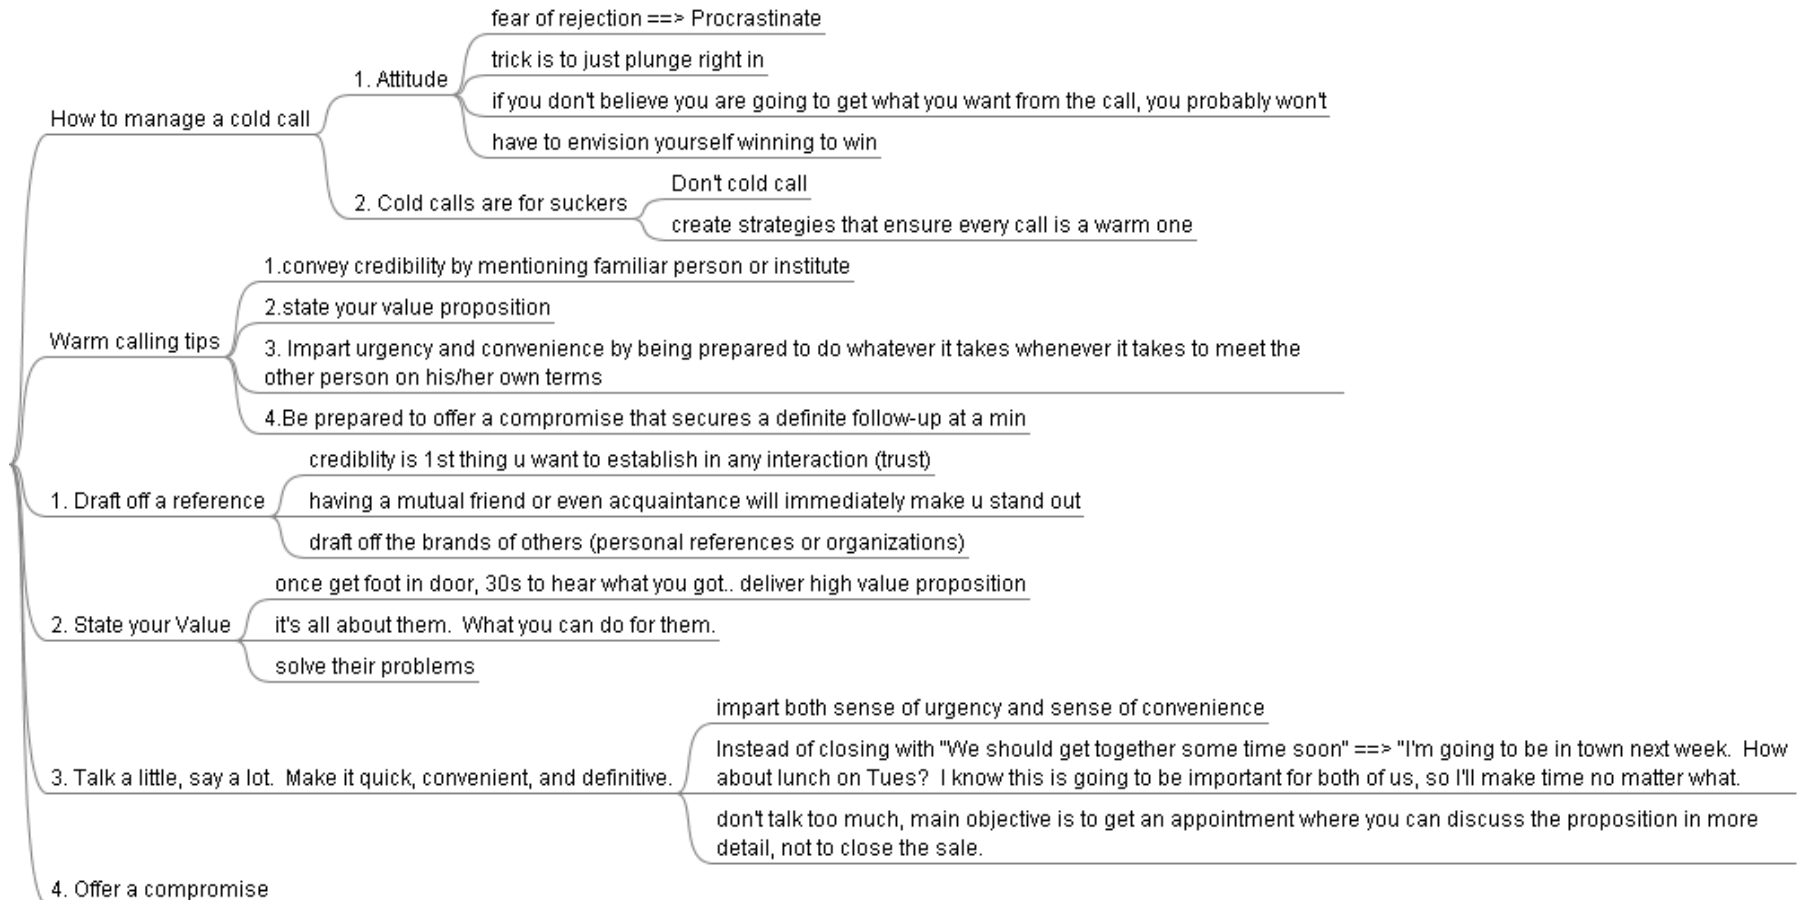 How to manage a cold call
1. Attitude
fear of rejection ==> Procrastinate
trick is to just plunge right in
if you don't believe you are going to get what you want from the call, you probably won't
have to envision yourself winning to win
2. Cold calls are for suckers
Don't cold call
create strategies that ensure every call is a warm one
Warm calling tips
1.convey credibility by mentioning familiar person or institute
2.state your value proposition
3. Impart urgency and convenience by being prepared to do whatever it takes whenever it takes to meet the
other person on his/her own terms
4.Be prepared to offer a compromise that secures a definite follow-up at a min
1. Draft off a reference
crediblity is 1st thing u want to establish in any interaction (trust)
having a mutual friend or even acquaintance will immediately make u stand out
draft off the brands of others (personal references or organizations)
2. State your Value
once get foot in door, 30s to hear what you got.. deliver high value proposition
it's all about them.  What you can do for them.
solve their problems
3. Talk a little, say a lot.  Make it quick, convenient, and definitive.
impart both sense of urgency and sense of convenience
Instead of closing with "We should get together some time soon" ==> "I'm going to be in town next week.  How
about lunch on Tues?  I know this is going to be important for both of us, so I'll make time no matter what.
don't talk too much, main objective is to get an appointment where you can discuss the proposition in more
detail, not to close the sale.
4. Offer a compromise